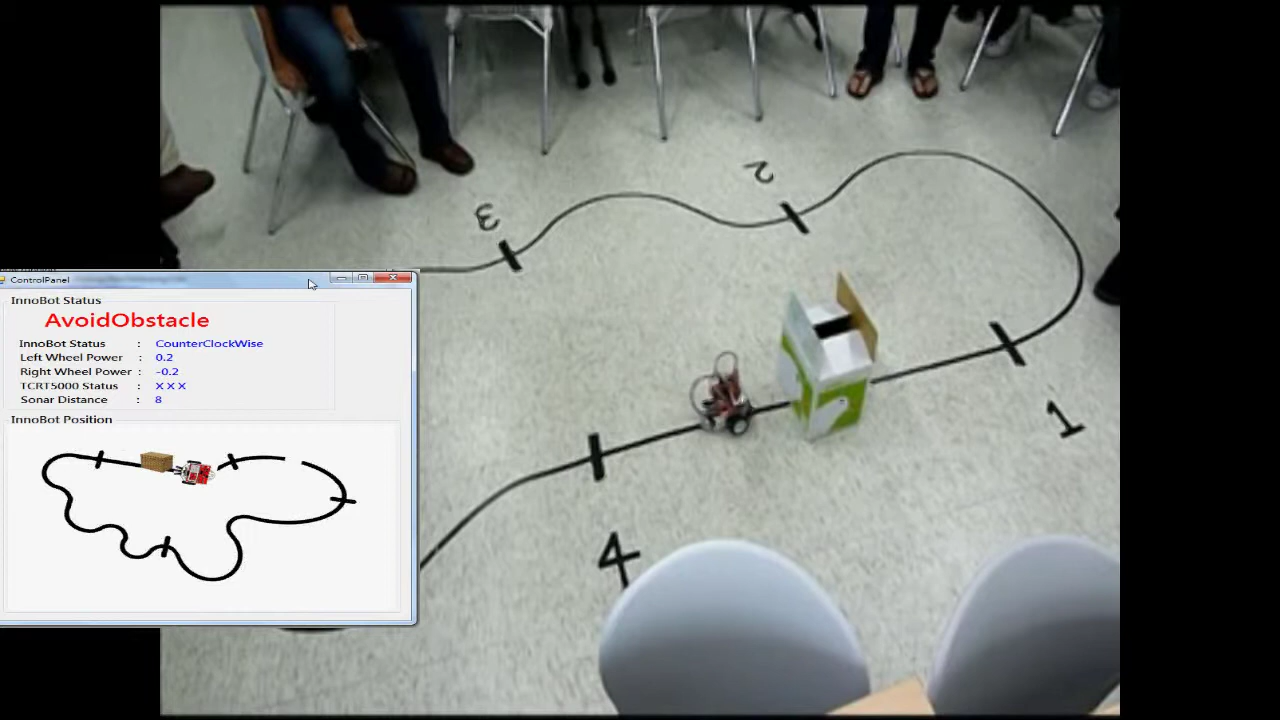 2
3
ControlPanel
InnoBot Status
AvoidObstacle
InnoBot Status : CounterClockWise
Left Wheel Power : 0.2
Right Wheel Power : -0.2
TCRT5000 Status : X X X
Sonar Distance : 8
InnoBot Position
1
4